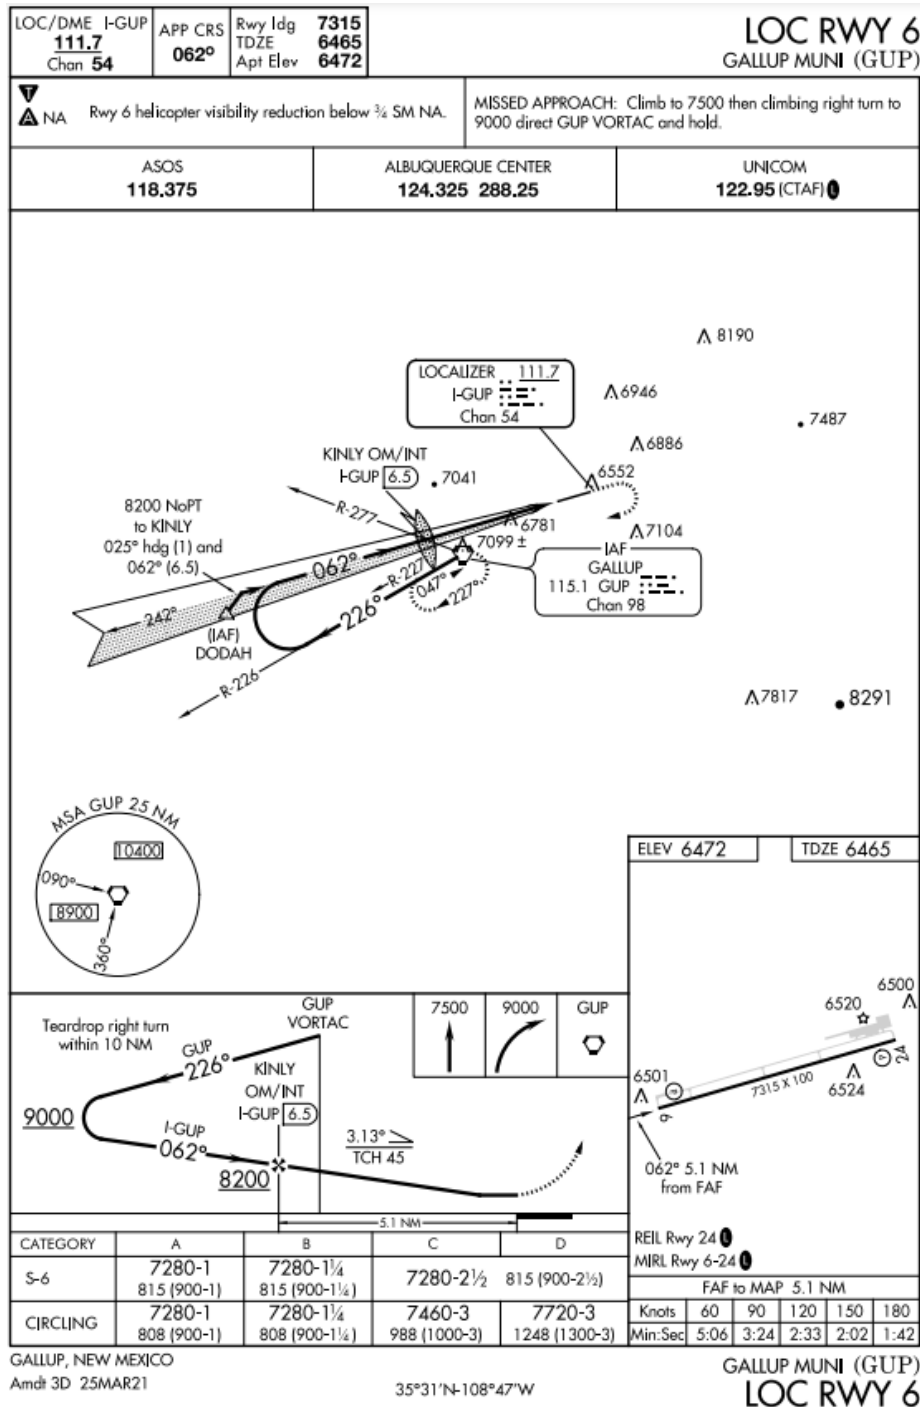 LOC/DME I-GUP
111.7
Chan 54
APP CRS
062°
Rwy ldg 7315
TDZE 6465
Apt Elev 6472
LOC RWY 6
GALLUP MUNI (GUP)
T
A NA
Rwy 6 helicopter visibility reduction below ¾ SM NA.
MISSED APPROACH: Climb to 7500 then climbing right turn to
9000 direct GUP VORTAC and hold.
ASOS
118.375
ALBUQUERQUE CENTER
124.325 288.25
UNICOM
122.95 (CTAF) L
8190
LOCALIZER 111.7
I-GUP
Chan 54
6946
7487
6886
KINLY OM/INT
I-GUP 6.5
7041
6552
8200 NoPT
to KINLY
025° hdg (1) and
062° (6.5)
R-277
6781
7104
7099 ±
IAF
GALLUP
115.1 GUP
Chan 98
062°
R-227
047°
227°
242°
226°
(IAF)
DODAH
R-226
7817
8291
MSA GUP 25 NM
10400
090°
8900
360°
ELEV 6472
TDZE 6465
6500
6520
24
6501
7315 X 100
6524
6
062° 5.1 NM
from FAF
REIL Rwy 24 L
MIRL Rwy 6-24 L
Teardrop right turn
within 10 NM
GUP
VORTAC
7500
9000
GUP
GUP
226°
KINLY
OM/INT
I-GUP 6.5
9000
I-GUP
062°
8200
3.13°
TCH 45
5.1 NM
CATEGORY A B C D
S-6
7280-1
815 (900-1)
7280-1¼
815 (900-1¼)
7280-2½ 815 (900-2½)
CIRCLING
7280-1
808 (900-1)
7280-1¼
808 (900-1¼)
7460-3
988 (1000-3)
7720-3
1248 (1300-3)
FAF to MAP 5.1 NM
Knots 60 90 120 150 180
Min:Sec 5:06 3:24 2:33 2:02 1:42
GALLUP, NEW MEXICO
Amdt 3D 25MAR21
35°31'N-108°47'W
GALLUP MUNI (GUP)
LOC RWY 6